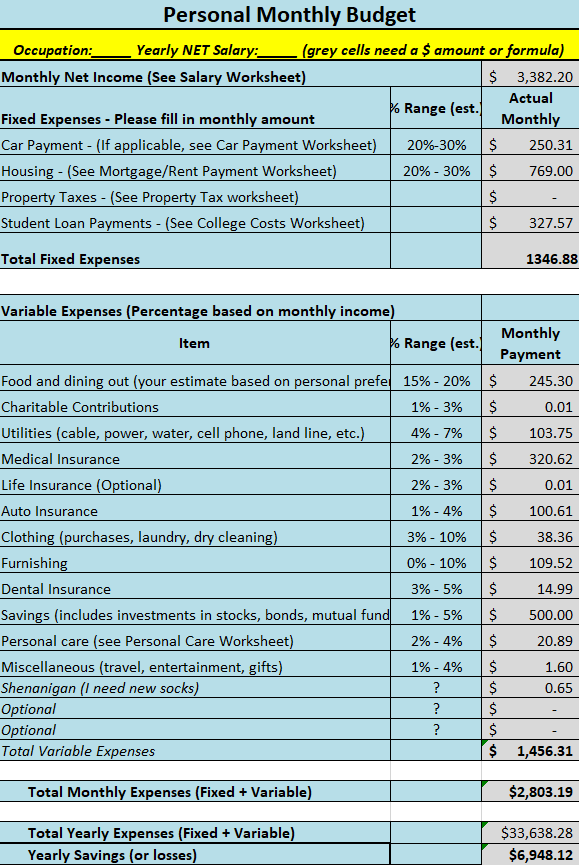 Personal Monthly Budget
Occupation:_____ Yearly NET Salary:_____ (grey cells need a $ amount or formula)
Monthly Net Income (See Salary Worksheet) $ 3,382.20
Fixed Expenses - Please fill in monthly amount % Range (est.) Actual Monthly
Car Payment - (If applicable, see Car Payment Worksheet) 20%-30% $ 250.31
Housing - (See Mortgage/Rent Payment Worksheet) 20% - 30% $ 769.00
Property Taxes - (See Property Tax worksheet) $ -
Student Loan Payments - (See College Costs Worksheet) $ 327.57
Total Fixed Expenses 1346.88
Variable Expenses (Percentage based on monthly income)
Item % Range (est.) Monthly Payment
Food and dining out (your estimate based on personal prefer 15% - 20% $ 245.30
Charitable Contributions 1% - 3% $ 0.01
Utilities (cable, power, water, cell phone, land line, etc.) 4% - 7% $ 103.75
Medical Insurance 2% - 3% $ 320.62
Life Insurance (Optional) 2% - 3% $ 0.01
Auto Insurance 1% - 4% $ 100.61
Clothing (purchases, laundry, dry cleaning) 3% - 10% $ 38.36
Furnishing 0% - 10% $ 109.52
Dental Insurance 3% - 5% $ 14.99
Savings (includes investments in stocks, bonds, mutual fund 1% - 5% $ 500.00
Personal care (see Personal Care Worksheet) 2% - 4% $ 20.89
Miscellaneous (travel, entertainment, gifts) 1% - 4% $ 1.60
Shenanigan (I need new socks) ? $ 0.65
Optional ? $ -
Optional ? $ -
Total Variable Expenses $ 1,456.31
Total Monthly Expenses (Fixed + Variable) $2,803.19
Total Yearly Expenses (Fixed + Variable) $33,638.28
Yearly Savings (or losses) $6,948.12